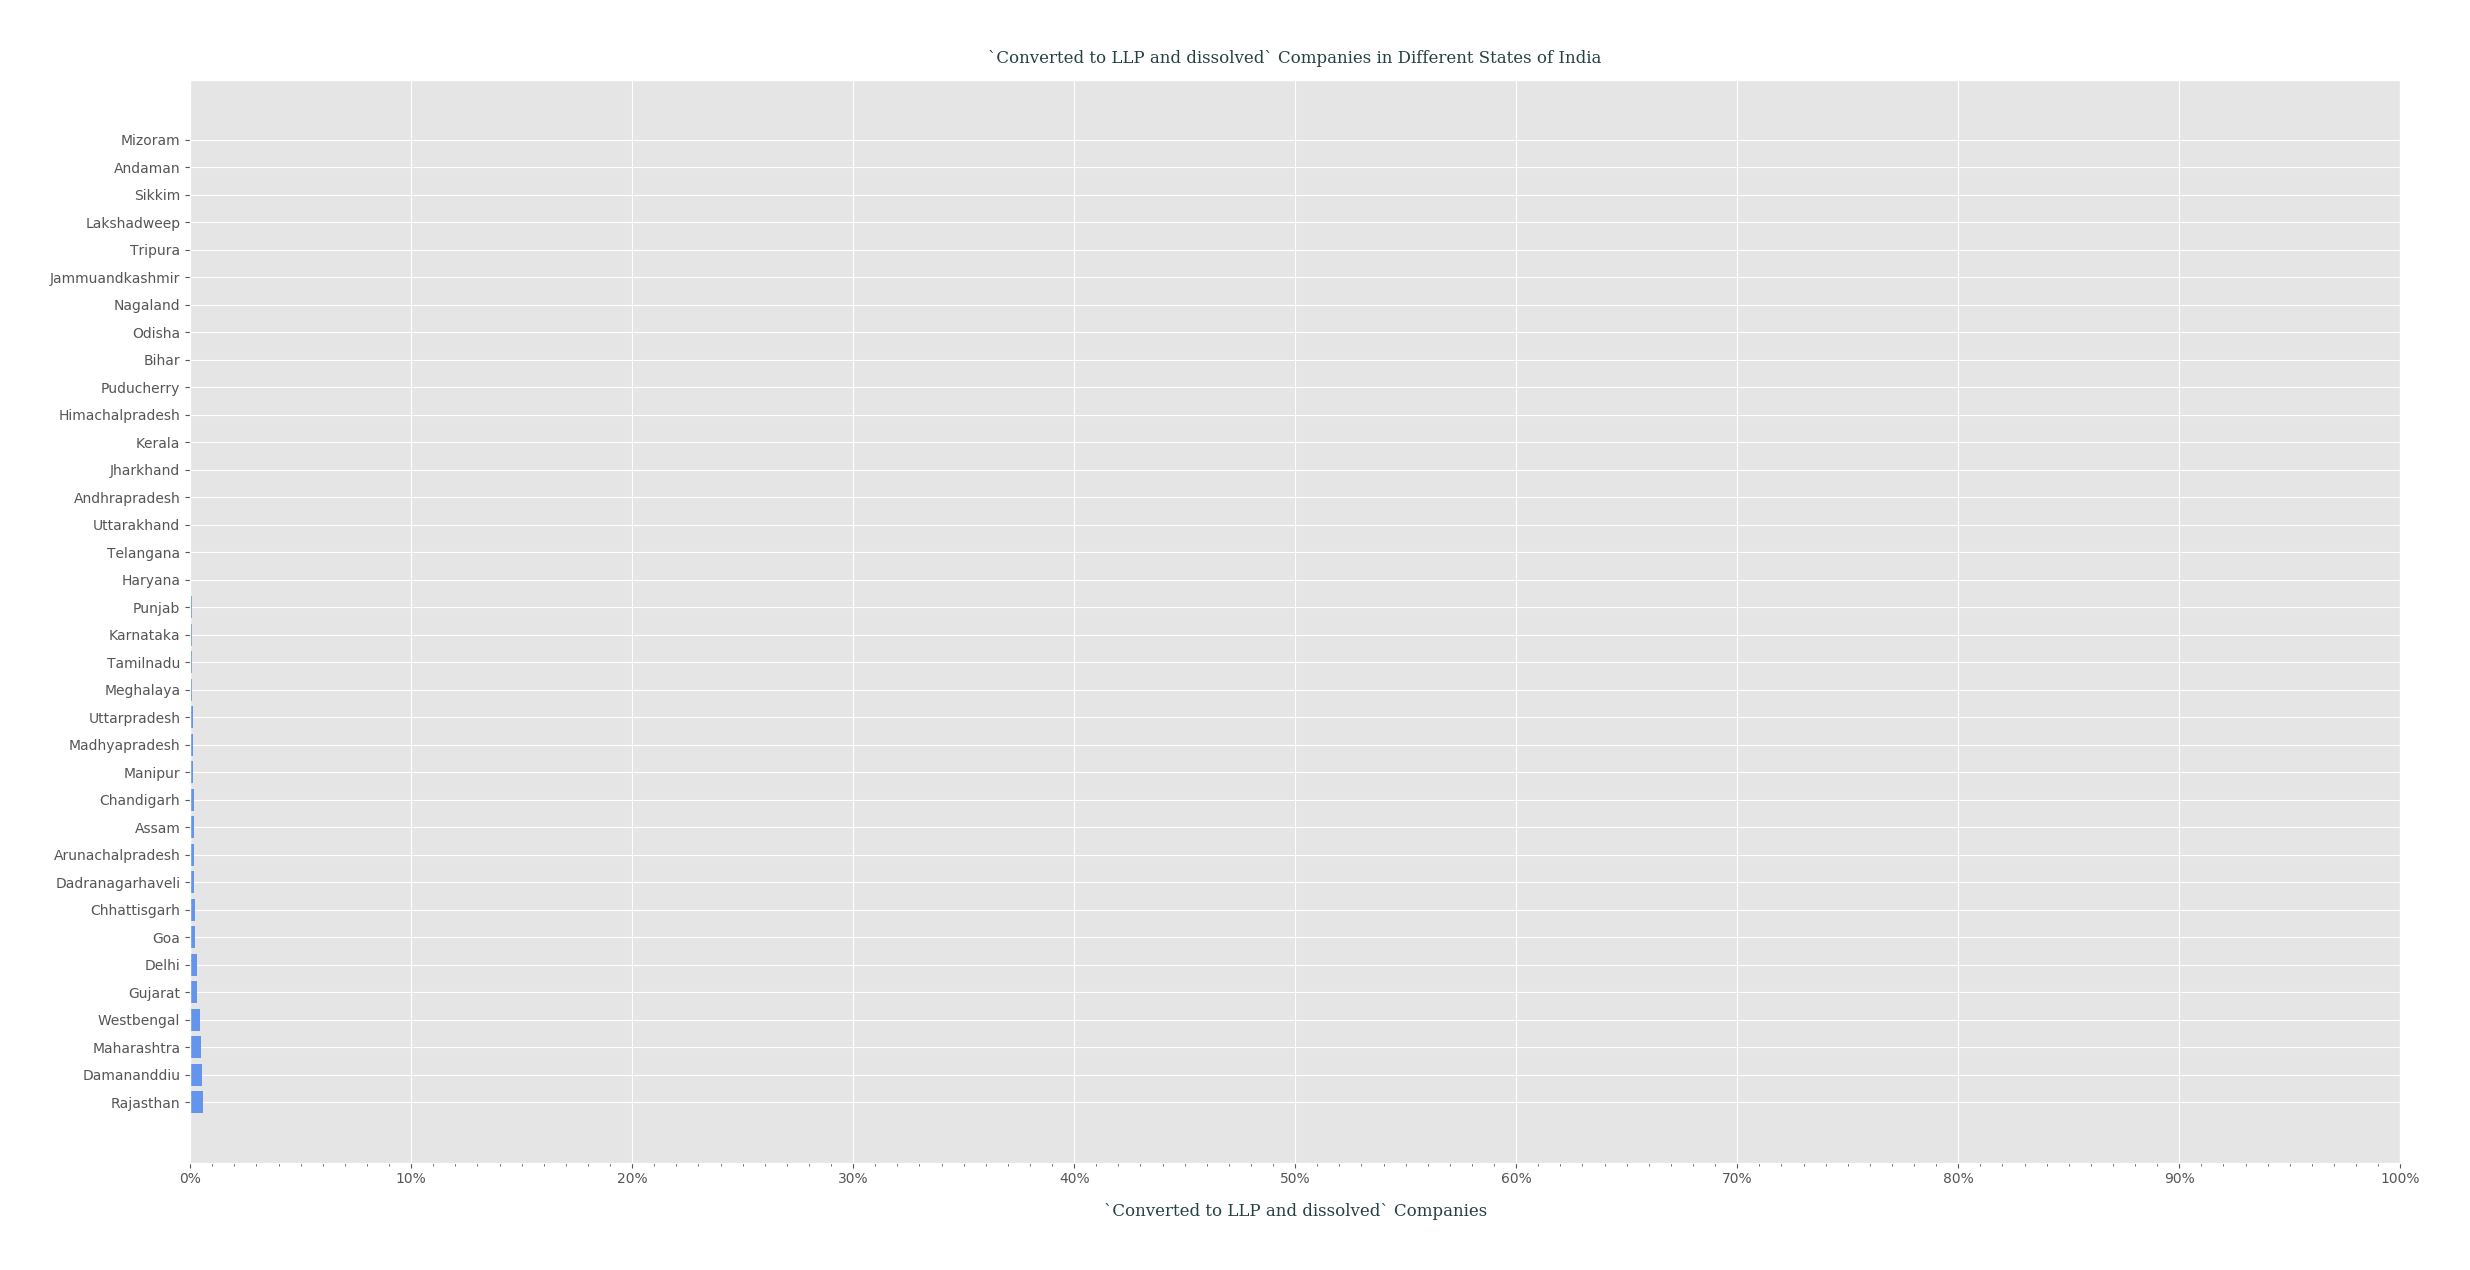 `Converted to LLP and dissolved` Companies in Different States of India
Mizoram
Andaman
Sikkim
Lakshadweep
Tripura
Jammuandkashmir
Nagaland
Odisha
Bihar
Puducherry
Himachalpradesh
Kerala
Jharkhand
Andhrapradesh
Uttarakhand
Telangana
Haryana
Punjab
Karnataka
Tamilnadu
Meghalaya
Uttarpradesh
Madhyapradesh
Manipur
Chandigarh
Assam
Arunachalpradesh
Dadranagarhaveli
Chhattisgarh
Goa
Delhi
Gujarat
Westbengal
Maharashtra
Damananddiu
Rajasthan
0% 10% 20% 30% 40% 50% 60% 70% 80% 90% 100%
`Converted to LLP and dissolved` Companies